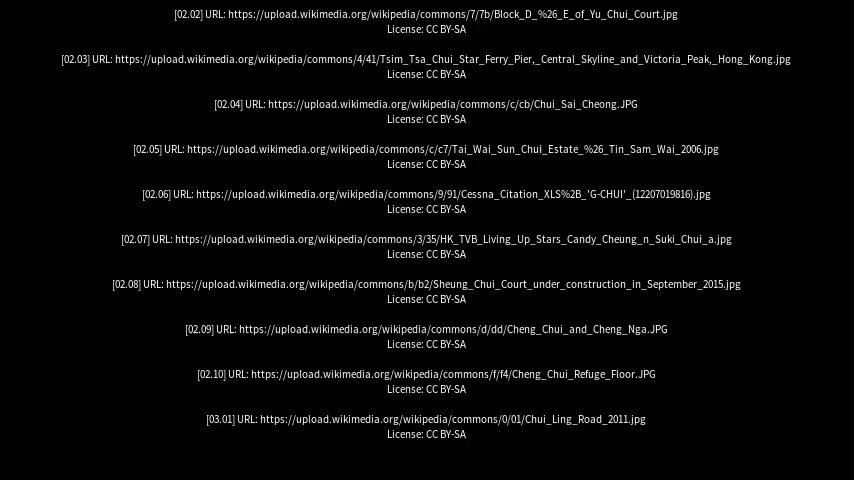 [02.02] URL: https://upload.wikimedia.org/wikipedia/commons/7/7b/Block_D_%26_E_of_Yu_Chui_Court.jpg
License: CC BY-SA
[02.03] URL: https://upload.wikimedia.org/wikipedia/commons/4/41/Tsim_Tsa_Chui_Star_Ferry_Pier,_Central_Skyline_and_Victoria_Peak,_Hong_Kong.jpg
License: CC BY-SA
[02.04] URL: https://upload.wikimedia.org/wikipedia/commons/c/cb/Chui_Sai_Cheong.JPG
License: CC BY-SA
[02.05] URL: https://upload.wikimedia.org/wikipedia/commons/c/c7/Tai_Wai_Sun_Chui_Estate_%26_Tin_Sam_Wai_2006.jpg
License: CC BY-SA
[02.06] URL: https://upload.wikimedia.org/wikipedia/commons/9/91/Cessna_Citation_XLS%2B_'G-CHUI'_(12207019816).jpg
License: CC BY-SA
[02.07] URL: https://upload.wikimedia.org/wikipedia/commons/3/35/HK_TVB_Living_Up_Stars_Candy_Cheung_n_Suki_Chui_a.jpg
License: CC BY-SA
[02.08] URL: https://upload.wikimedia.org/wikipedia/commons/b/b2/Sheung_Chui_Court_under_construction_in_September_2015.jpg
License: CC BY-SA
[02.09] URL: https://upload.wikimedia.org/wikipedia/commons/d/dd/Cheng_Chui_and_Cheng_Nga.JPG
License: CC BY-SA
[02.10] URL: https://upload.wikimedia.org/wikipedia/commons/f/f4/Cheng_Chui_Refuge_Floor.JPG
License: CC BY-SA
[03.01] URL: https://upload.wikimedia.org/wikipedia/commons/0/01/Chui_Ling_Road_2011.jpg
License: CC BY-SA